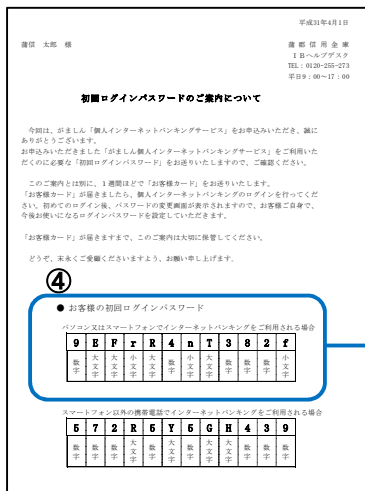 平成31年4月1日
蒲信 太郎 様
蒲郡信用金庫
ＩＢヘルプデスク
TEL：0120-255-273
平日9：00～17：00
初回ログインパスワードのご案内について
今回は、がましん「個人インターネットバンキングサービス」をお申込みいただき、誠に
ありがとうございます。
お申込みいただきました「がましん個人インターネットバンキングサービス」をご利用いた
だくのに必要な「初回ログインパスワード」をお送りいたしますので、ご確認ください。
このご案内とは別に、１週間ほどで「お客様カード」をお送りいたします。
「お客様カード」が届きましたら、個人インターネットバンキングのログインを行ってくだ
さい。初めてのログイン後、パスワードの変更画面が表示されますので、お客様ご自身で、
今後お使いになるログインパスワードを設定していただきます。
「お客様カード」が届きますまで、このご案内は大切に保管してください。
どうぞ、末永くご愛顧くださいますよう、お願い申し上げます。
④
● お客様の初回ログインパスワード
パソコン又はスマートフォンでインターネットバンキングをご利用される場合
9 E F r R 4 n T 3 8 2 f
数字 大文字 大文字 小文字 大文字 数字 小文字 大文字 数字 数字 数字 小文字
スマートフォン以外の携帯電話でインターネットバンキングをご利用される場合
5 7 2 R 5 Y 5 G H 4 3 9
数字 数字 数字 大文字 数字 大文字 数字 大文字 大文字 数字 数字 数字